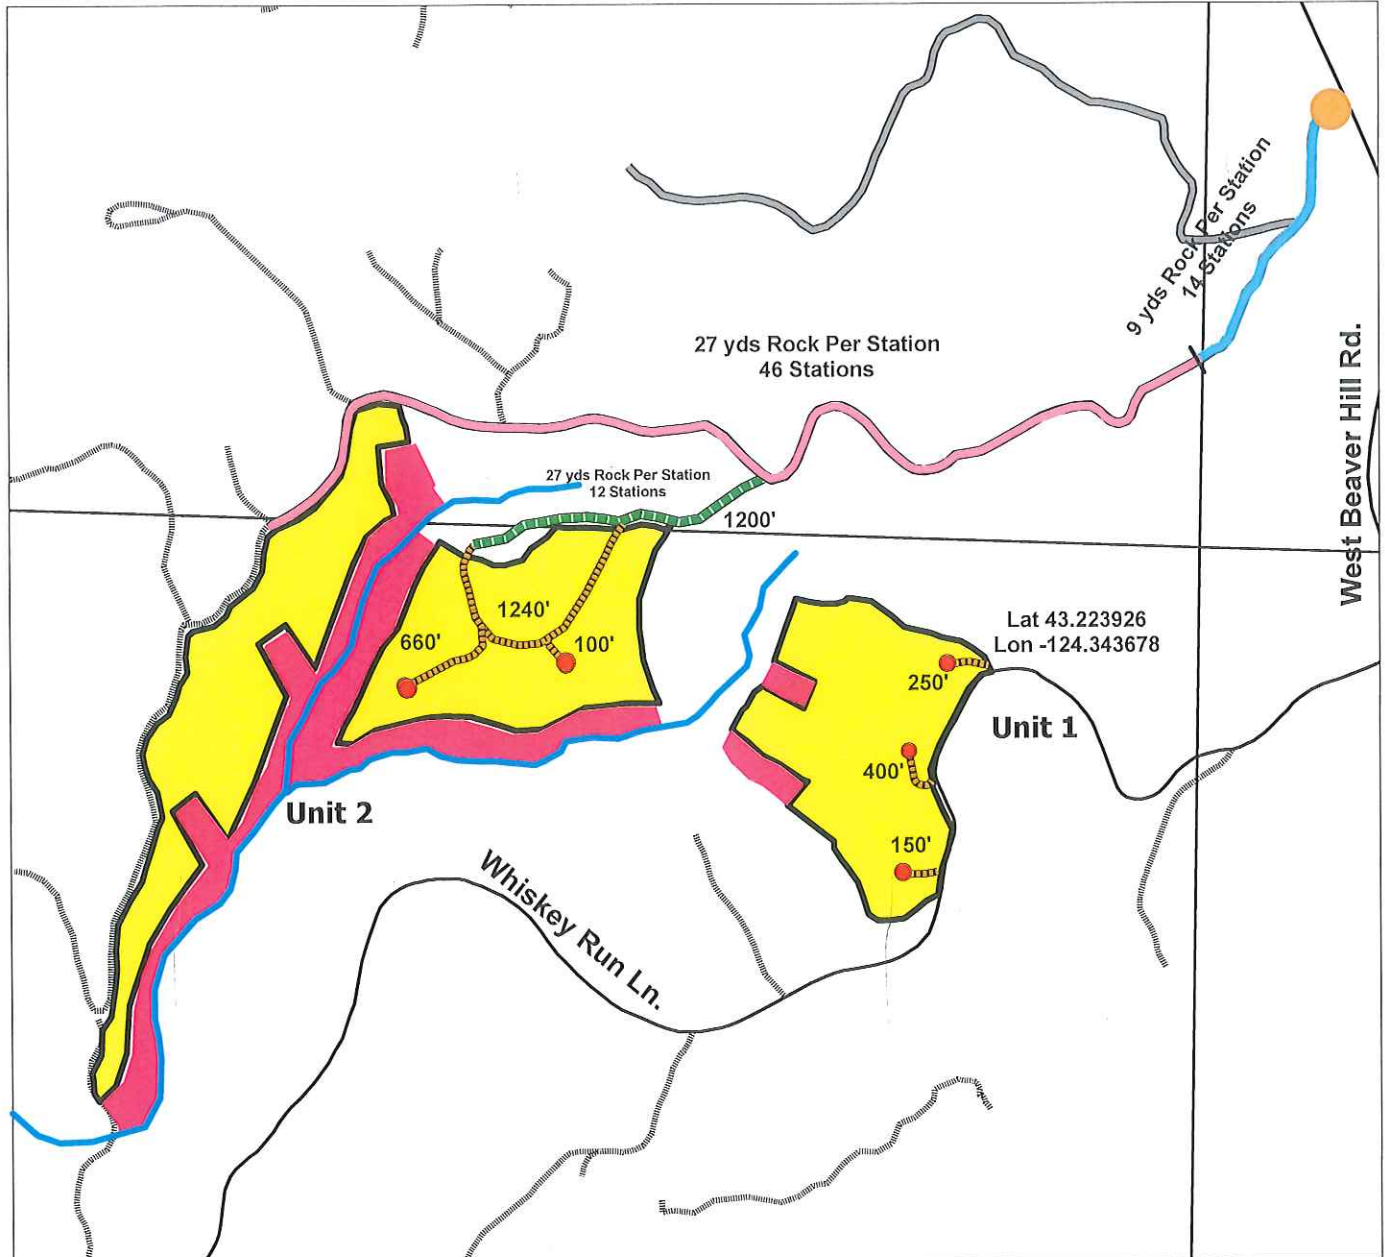 9 yds Rock Per Station
14 Stations
27 yds Rock Per Station
46 Stations
West Beaver Hill Rd.
27 yds Rock Per Station
12 Stations
1200'
1240'
660'
100'
Lat 43.223926
Lon -124.343678
250'
Unit 1
400'
Unit 2
150'
Whiskey Run Ln.